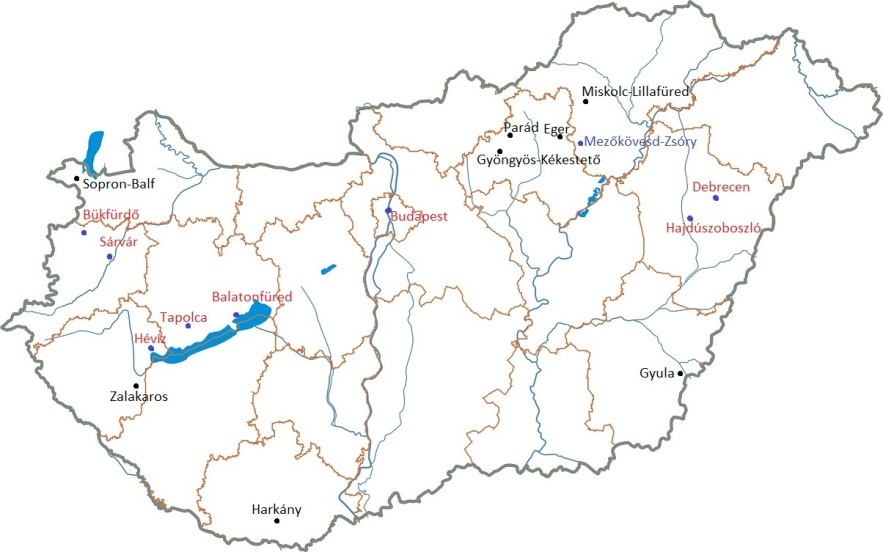 Miskolc-Lillafüred
Parád
Eger
Mezőkövesd-Zsóry
Gyöngyös-Kékestető
Sopron-Balf
Debrecen
Bükfürdő
Budapest
Hajdúszoboszló
Sárvár
Balatonfüred
Tapolca
Hévíz
Gyula
Zalakaros
Harkány